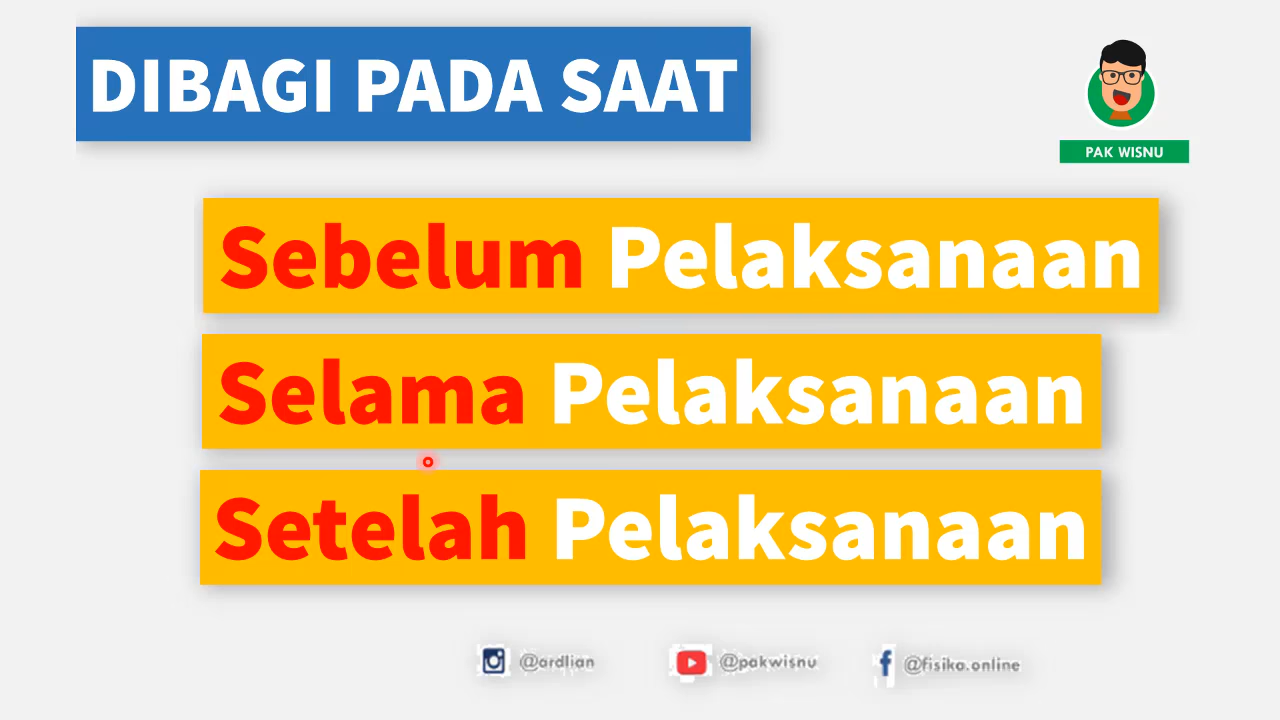 DIBAGI PADA SAAT
PAK WISNU
Sebelum Pelaksanaan
Selama Pelaksanaan
Setelah Pelaksanaan
@ardlian
@pakwisnu
@fisika.online